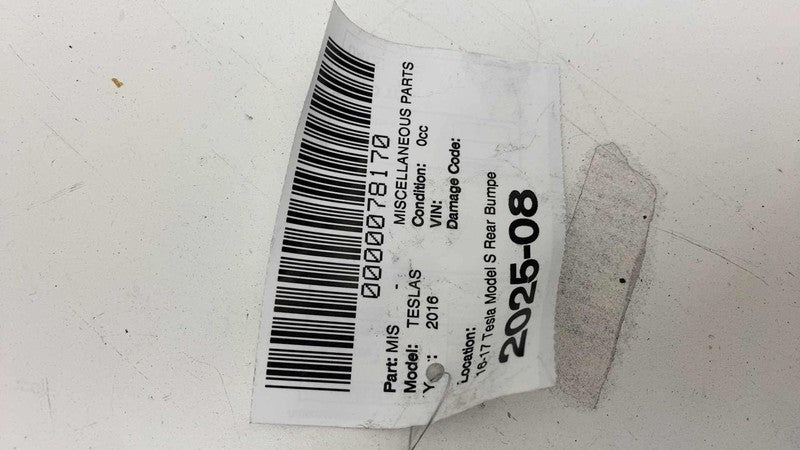 0000078170
Part: MIS - MISCELLANEOUS PARTS
Model: TESLAS Condition: 0cc
Y : 2016 VIN:
Damage Code:
Location:
16-17 Tesla Model S Rear Bumpe
2025-08